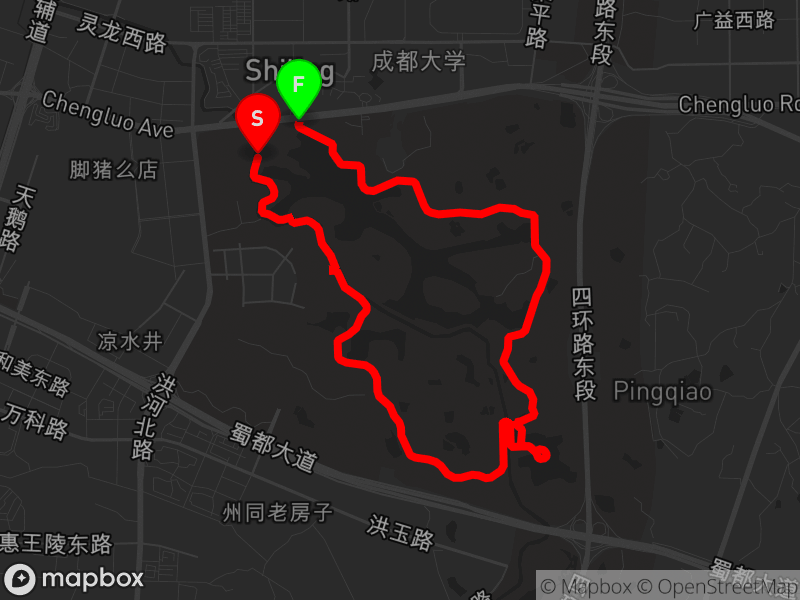 辅道
灵龙西路
成都大学
平路
路东段
广益西路
F
S
Chengluo Ave
Chengluo Rd
脚猪么店
天鹅路
四环路东段
凉水井
和美东路
洪河北路
Pingqiao
万科路
蜀都大道
州同老房子
洪玉路
惠王陵东路
蜀都大道
mapbox
© Mapbox © OpenStreetMap